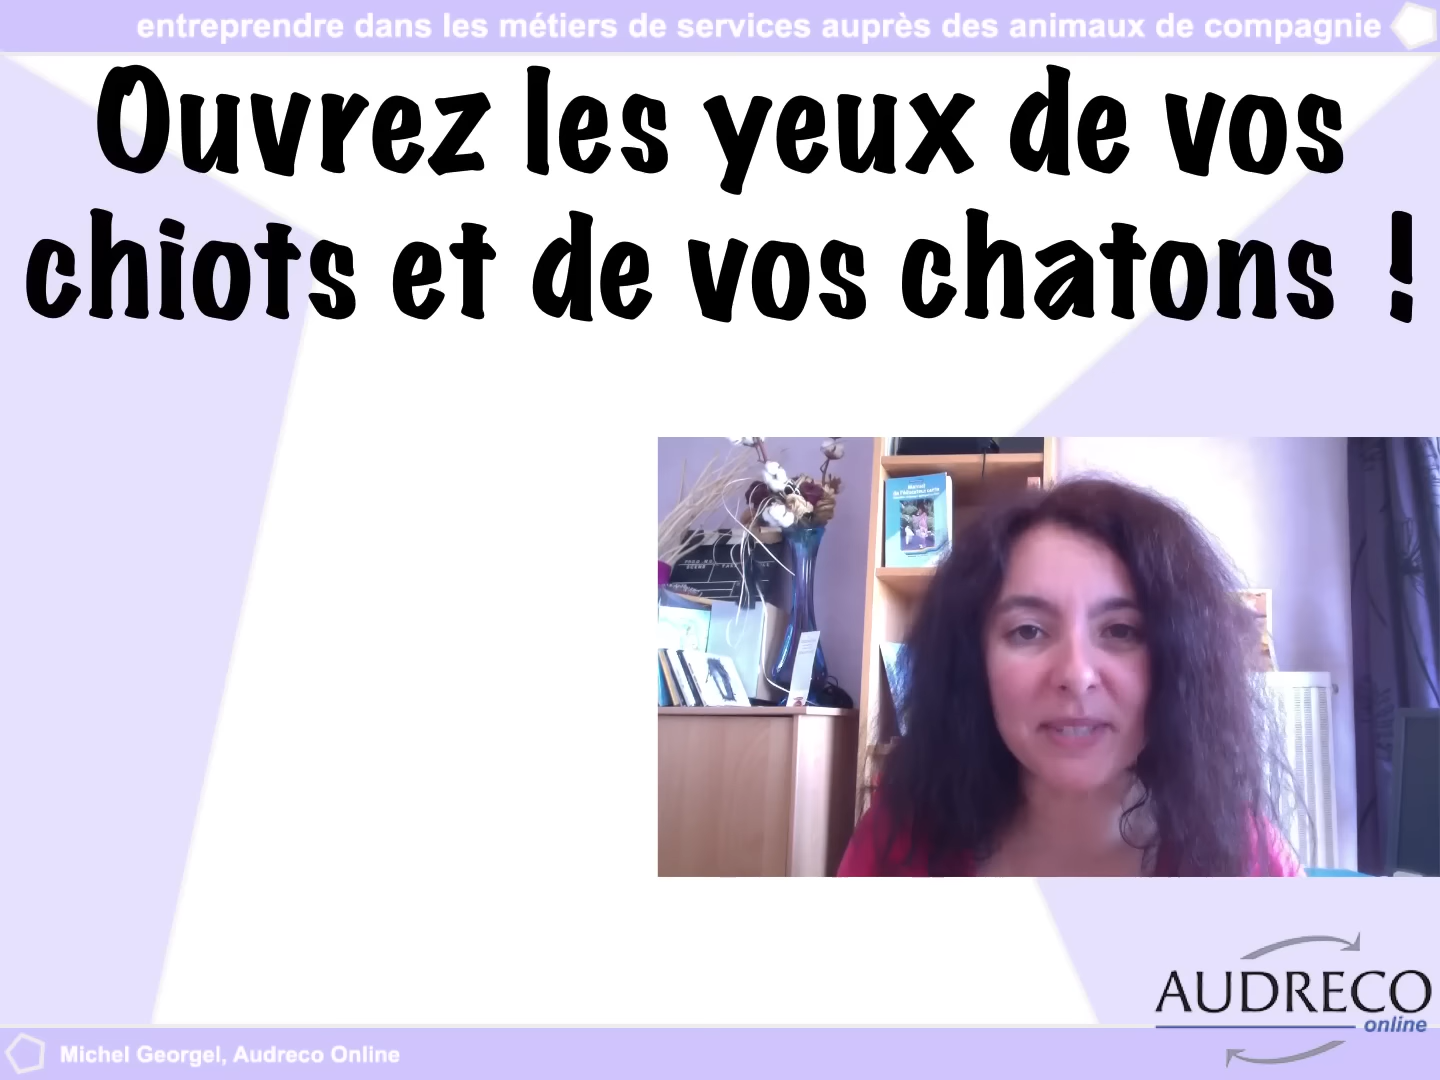 entreprendre dans les métiers de services auprès des animaux de compagnie
Ouvrez les yeux de vos
chiots et de vos chatons !
Manuel
AUDRECO
online
Michel Georgel, Audreco Online